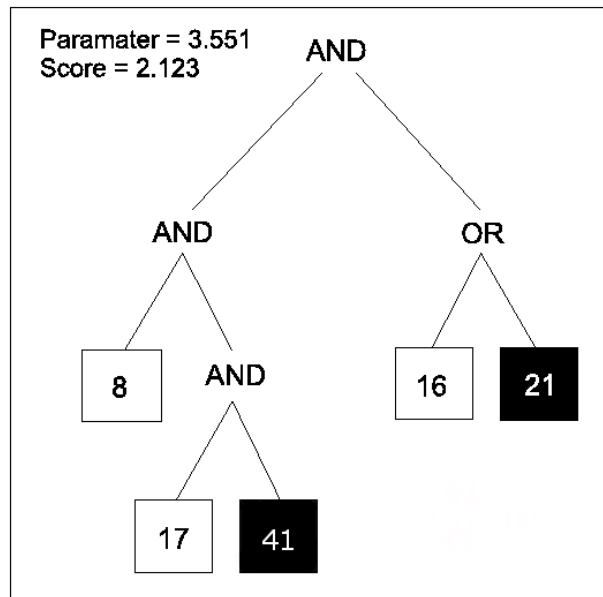 Paramater = 3.551
Score = 2.123
AND
AND
OR
8
AND
16
21
17
41